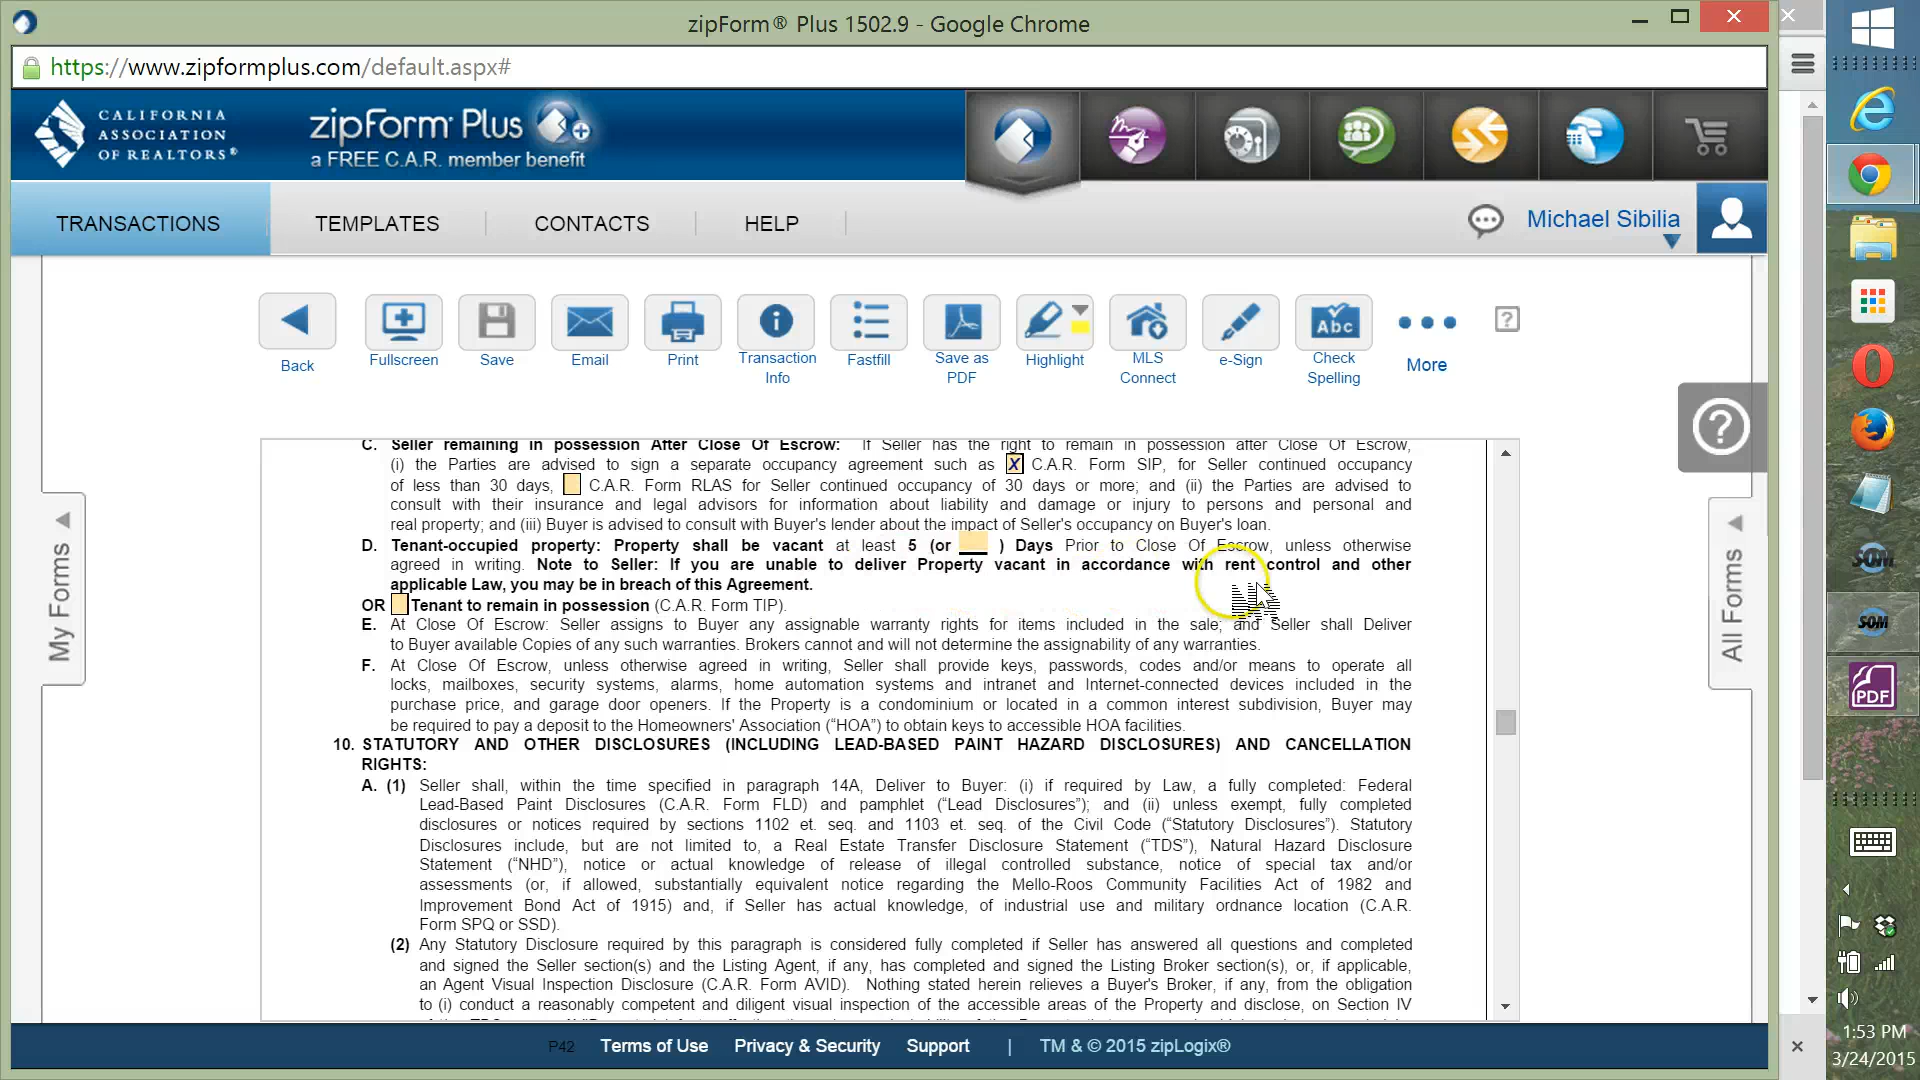 zipForm® Plus 1502.9 - Google Chrome
https://www.zipformplus.com/default.aspx#
CALIFORNIA
ASSOCIATION
OF REALTORS®
zipForm® Plus
a FREE C.A.R. member benefit
TRANSACTIONS
TEMPLATES
CONTACTS
HELP
Michael Sibilia
Back
Fullscreen
Save
Email
Print
Transaction
Info
Fastfill
Save as
PDF
Highlight
MLS
Connect
e-Sign
Abc
Check
Spelling
More
?
?
My Forms
All Forms
C. Seller remaining in possession After Close Of Escrow: If Seller has the right to remain in possession after Close Of Escrow,
(i) the Parties are advised to sign a separate occupancy agreement such as X C.A.R. Form SIP, for Seller continued occupancy
of less than 30 days, C.A.R. Form RLAS for Seller continued occupancy of 30 days or more; and (ii) the Parties are advised to
consult with their insurance and legal advisors for information about liability and damage or injury to persons and personal and
real property; and (iii) Buyer is advised to consult with Buyer's lender about the impact of Seller's occupancy on Buyer's loan.
D. Tenant-occupied property: Property shall be vacant at least 5 (or ) Days Prior to Close Of Escrow, unless otherwise
agreed in writing. Note to Seller: If you are unable to deliver Property vacant in accordance with rent control and other
applicable Law, you may be in breach of this Agreement.
OR Tenant to remain in possession (C.A.R. Form TIP).
E. At Close Of Escrow: Seller assigns to Buyer any assignable warranty rights for items included in the sale; and Seller shall Deliver
to Buyer available Copies of any such warranties. Brokers cannot and will not determine the assignability of any warranties.
F. At Close Of Escrow, unless otherwise agreed in writing, Seller shall provide keys, passwords, codes and/or means to operate all
locks, mailboxes, security systems, alarms, home automation systems and intranet and Internet-connected devices included in the
purchase price, and garage door openers. If the Property is a condominium or located in a common interest subdivision, Buyer may
be required to pay a deposit to the Homeowners' Association (“HOA”) to obtain keys to accessible HOA facilities.
10. STATUTORY AND OTHER DISCLOSURES (INCLUDING LEAD-BASED PAINT HAZARD DISCLOSURES) AND CANCELLATION
RIGHTS:
A. (1) Seller shall, within the time specified in paragraph 14A, Deliver to Buyer: (i) if required by Law, a fully completed: Federal
Lead-Based Paint Disclosures (C.A.R. Form FLD) and pamphlet (“Lead Disclosures”); and (ii) unless exempt, fully completed
disclosures or notices required by sections 1102 et. seq. and 1103 et. seq. of the Civil Code (“Statutory Disclosures”). Statutory
Disclosures include, but are not limited to, a Real Estate Transfer Disclosure Statement (“TDS”), Natural Hazard Disclosure
Statement (“NHD”), notice or actual knowledge of release of illegal controlled substance, notice of special tax and/or
assessments (or, if allowed, substantially equivalent notice regarding the Mello-Roos Community Facilities Act of 1982 and
Improvement Bond Act of 1915) and, if Seller has actual knowledge, of industrial use and military ordnance location (C.A.R.
Form SPQ or SSD).
(2) Any Statutory Disclosure required by this paragraph is considered fully completed if Seller has answered all questions and completed
and signed the Seller section(s) and the Listing Agent, if any, has completed and signed the Listing Broker section(s), or, if applicable,
an Agent Visual Inspection Disclosure (C.A.R. Form AVID). Nothing stated herein relieves a Buyer's Broker, if any, from the obligation
to (i) conduct a reasonably competent and diligent visual inspection of the accessible areas of the Property and disclose, on Section IV
P42
Terms of Use
Privacy & Security
Support
|
TM & © 2015 zipLogix®
SOM
SOM
PDF
1:53 PM
3/24/2015